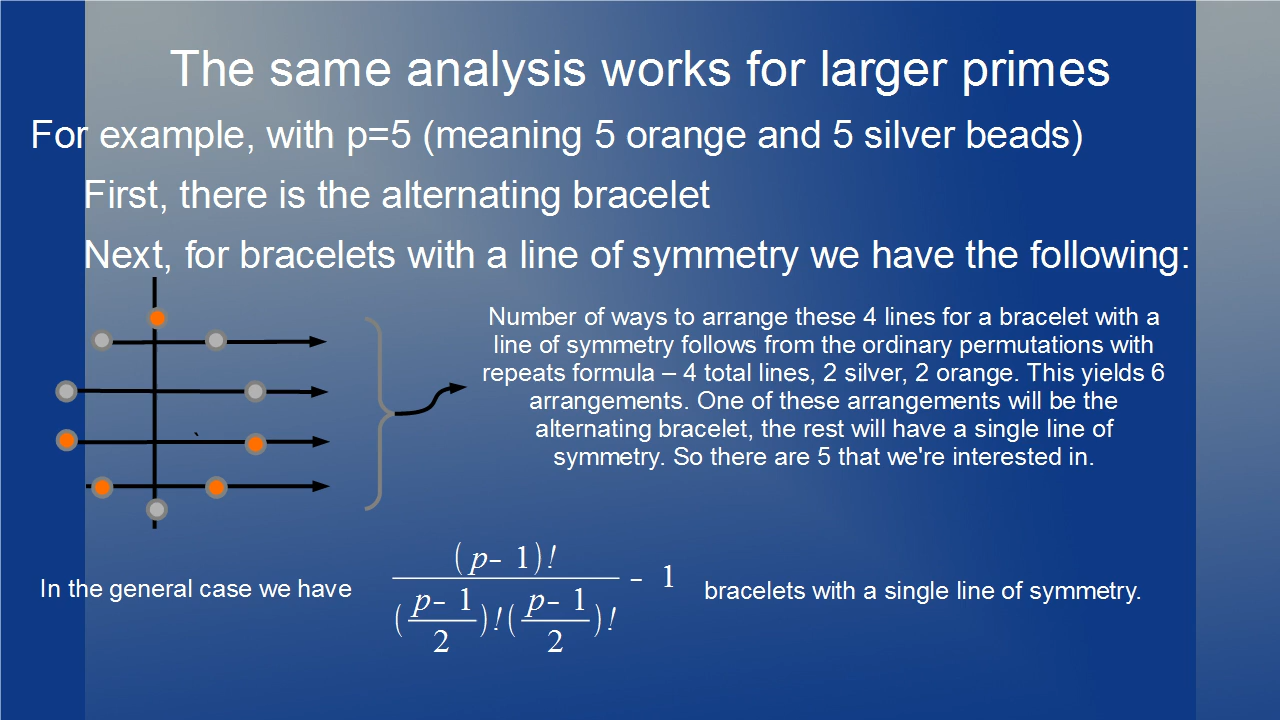 The same analysis works for larger primes
For example, with p=5 (meaning 5 orange and 5 silver beads)
First, there is the alternating bracelet
Next, for bracelets with a line of symmetry we have the following:
Number of ways to arrange these 4 lines for a bracelet with a
line of symmetry follows from the ordinary permutations with
repeats formula – 4 total lines, 2 silver, 2 orange. This yields 6
arrangements. One of these arrangements will be the
alternating bracelet, the rest will have a single line of
symmetry. So there are 5 that we're interested in.
`
In the general case we have
(p– 1)!
(p– 1
2)!(p– 1
2)!
– 1
bracelets with a single line of symmetry.